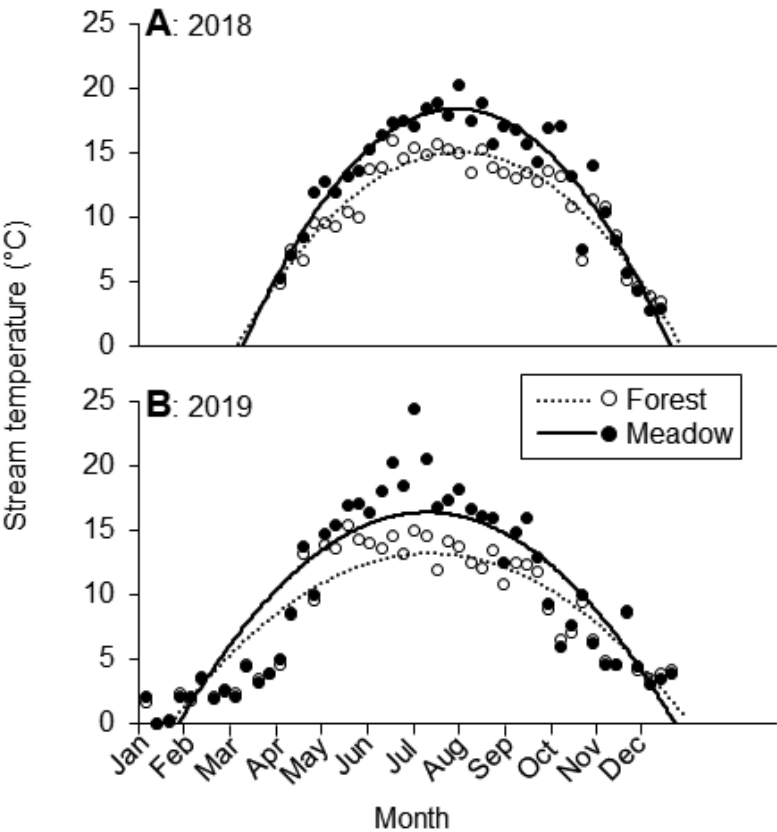 A: 2018
25
20
15
10
5
0
Stream temperature (°C)
B: 2019
25
20
15
10
5
0
Forest
Meadow
Jan Feb Mar Apr May Jun Jul Aug Sep Oct Nov Dec
Month